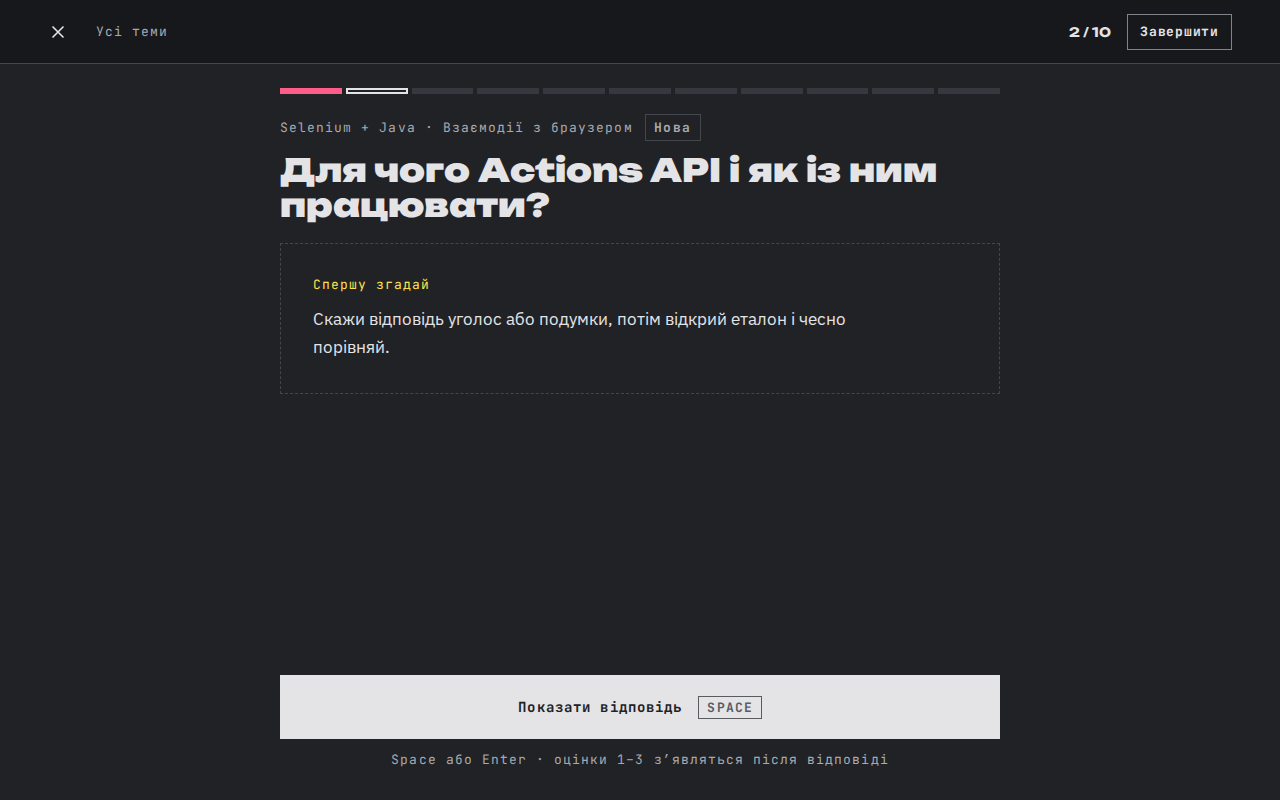 Усі теми
2 / 10
Завершити
Selenium + Java · Взаємодії з браузером
Нова
Для чого Actions API і як із ним
працювати?
Спершу згадай
Скажи відповідь уголос або подумки, потім відкрий еталон і чесно
порівняй.
Показати відповідь SPACE
Space або Enter · оцінки 1–3 зʼявляться після відповіді